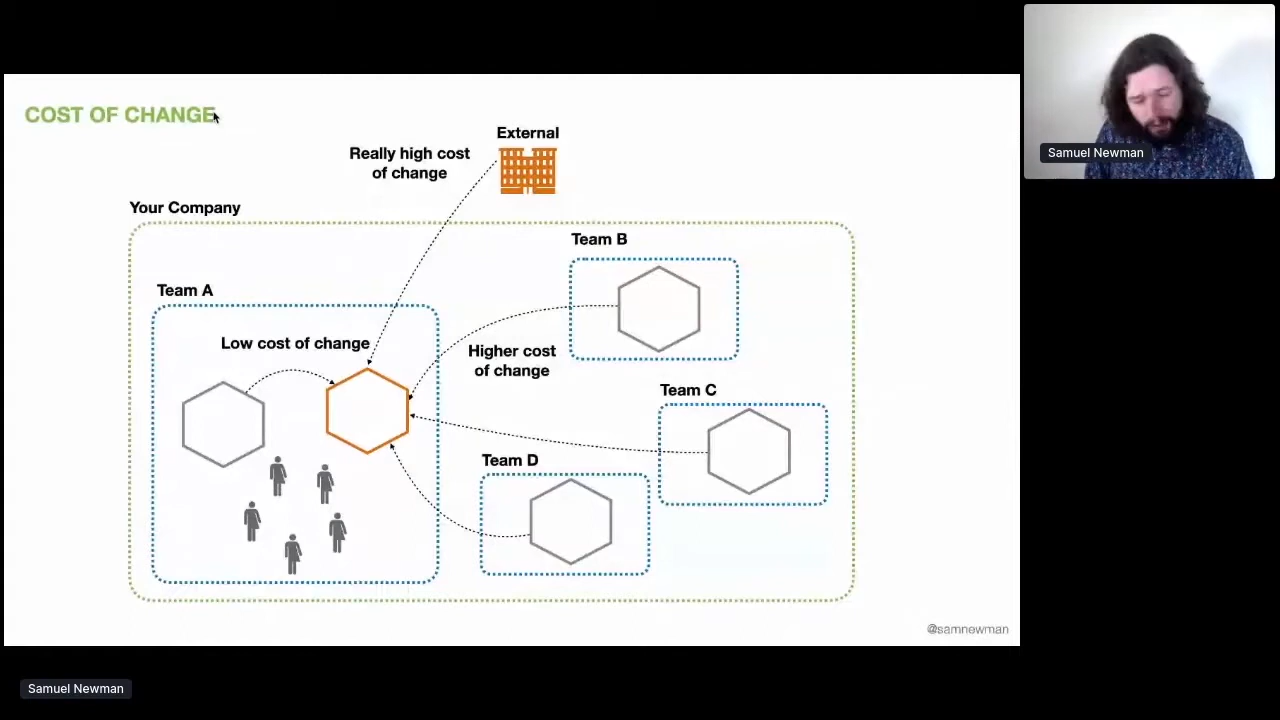 COST OF CHANGE
External
Really high cost
of change
Your Company
Team B
Team A
Low cost of change
Higher cost
of change
Team C
Team D
@samnewman
Samuel Newman
Samuel Newman